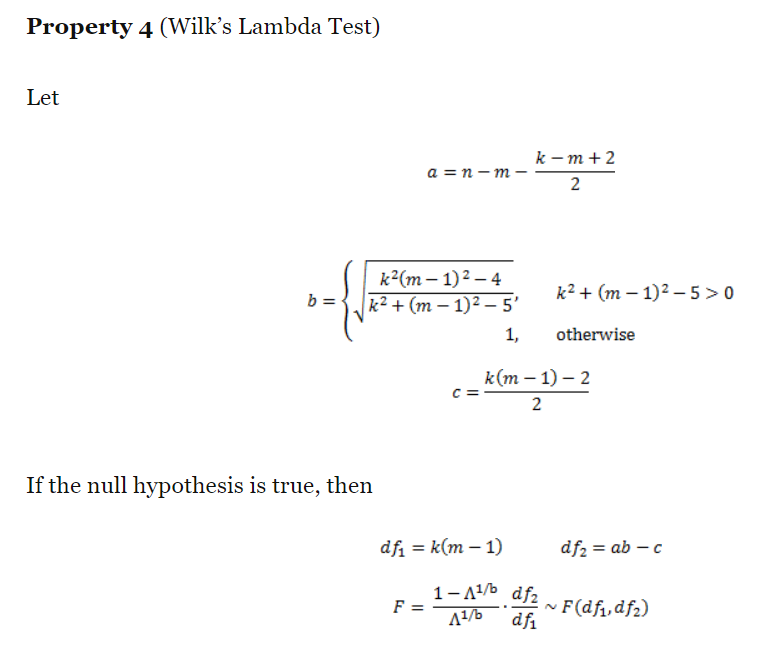 Property 4 (Wilk’s Lambda Test)
Let
a = n − m − (k − m + 2)/2
b = { √((k²(m − 1)² − 4)/(k² + (m − 1)² − 5)), k² + (m − 1)² − 5 > 0
1, otherwise
c = (k(m − 1) − 2)/2
If the null hypothesis is true, then
df₁ = k(m − 1) df₂ = ab − c
F = (1 − Λ^(1/b))/Λ^(1/b) · df₂/df₁ ~ F(df₁, df₂)